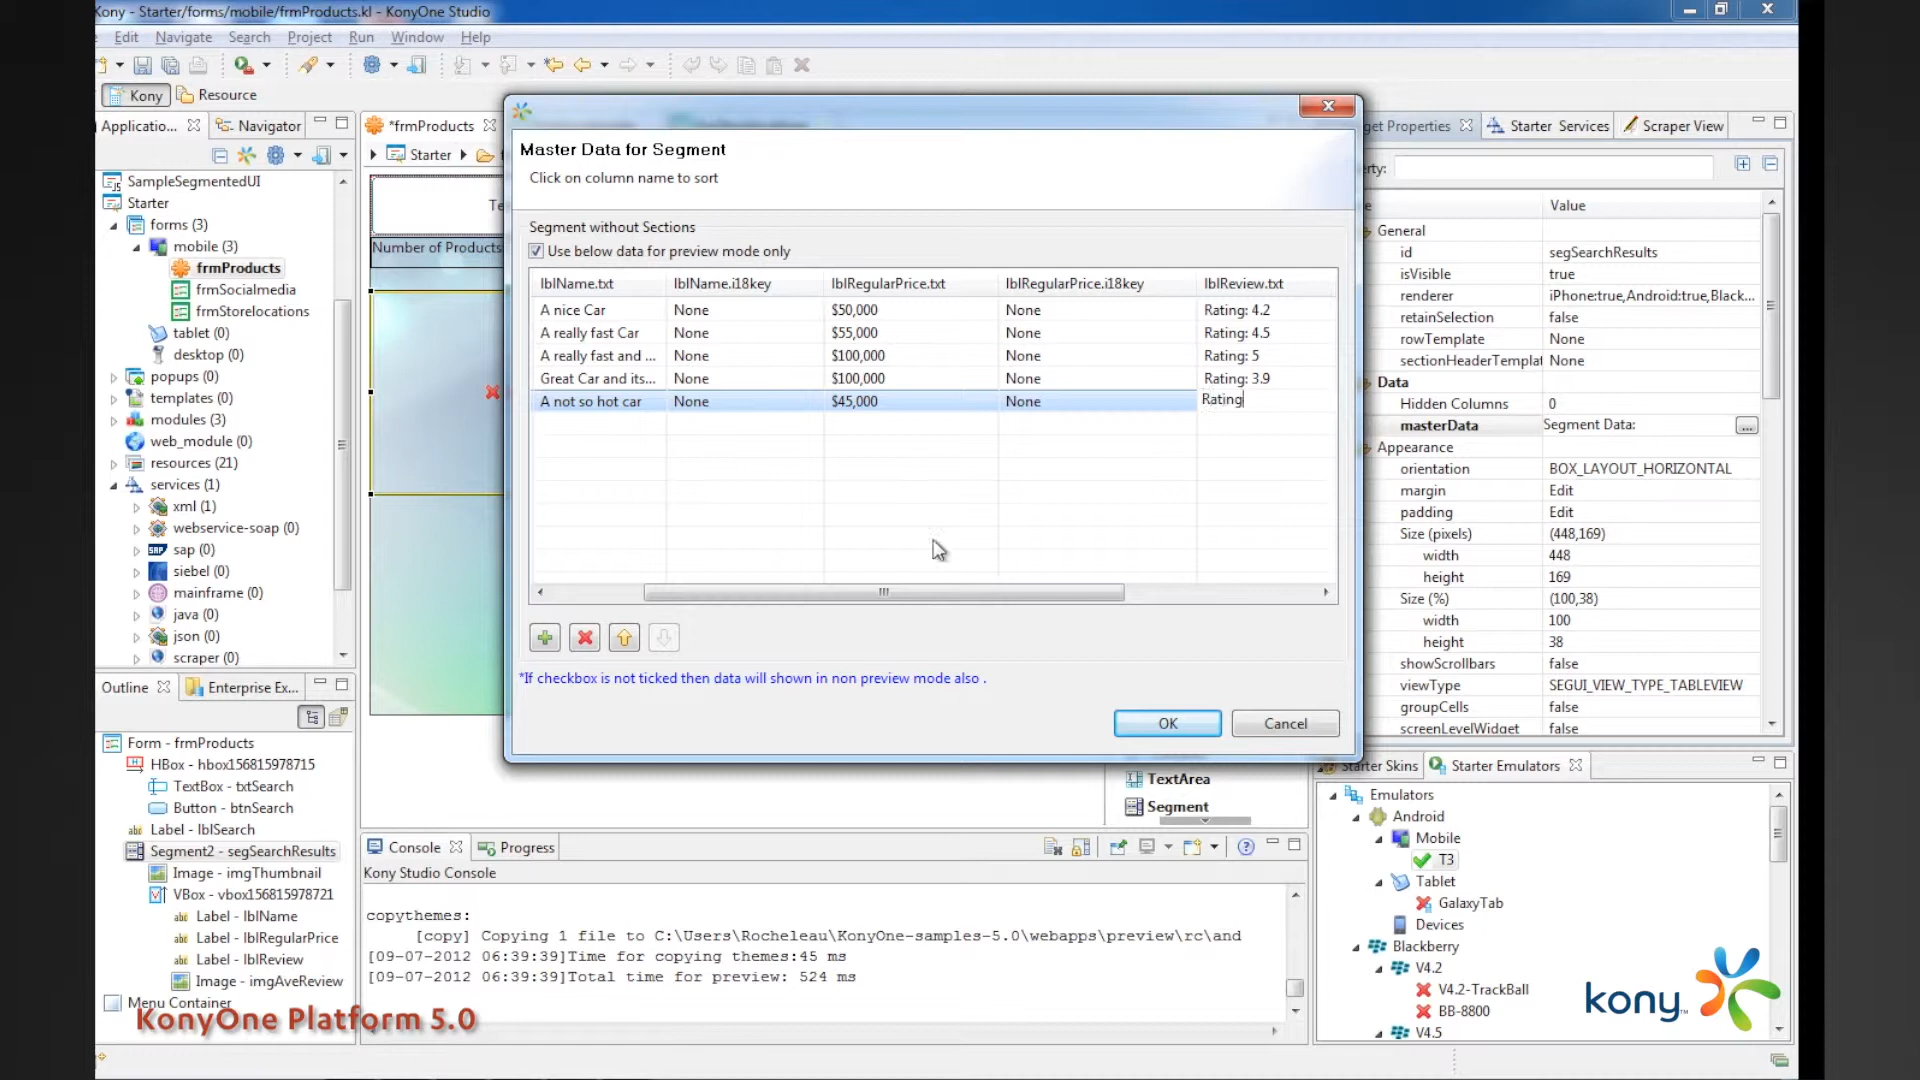 Kony - Starter/forms/mobile/frmProducts.kl - KonyOne Studio
Edit Navigate Search Project Run Window Help
Kony Resource
Applicatio... Navigator
SampleSegmentedUI
Starter
forms (3)
mobile (3)
frmProducts
frmSocialmedia
frmStorelocations
tablet (0)
desktop (0)
popups (0)
templates (0)
modules (3)
web_module (0)
resources (21)
services (1)
xml (1)
webservice-soap (0)
SAP sap (0)
siebel (0)
mainframe (0)
java (0)
json (0)
scraper (0)
Outline Enterprise Ex...
Form - frmProducts
HBox - hbox156815978715
TextBox - txtSearch
Button - btnSearch
abc Label - lblSearch
Segment2 - segSearchResults
Image - imgThumbnail
VBox - vbox156815978721
abc Label - lblName
abc Label - lblRegularPrice
abc Label - lblReview
Image - imgAveReview
Menu Container
KonyOne Platform 5.0
*frmProducts
Starter
Te
Number of Products
Master Data for Segment
Click on column name to sort
Segment without Sections
Use below data for preview mode only
lblName.txt lblName.i18key lblRegularPrice.txt lblRegularPrice.i18key lblReview.txt
A nice Car None $50,000 None Rating: 4.2
A really fast Car None $55,000 None Rating: 4.5
A really fast and ... None $100,000 None Rating: 5
Great Car and its... None $100,000 None Rating: 3.9
A not so hot car None $45,000 None Rating
*If checkbox is not ticked then data will shown in non preview mode also .
OK Cancel
TextArea
Segment
Console Progress
Kony Studio Console
copythemes:
[copy] Copying 1 file to C:\Users\Rocheleau\KonyOne-samples-5.0\webapps\preview\rc\and
[09-07-2012 06:39:39]Time for copying themes:45 ms
[09-07-2012 06:39:39]Total time for preview: 524 ms
get Properties Starter Services Scraper View
rty:
e Value
General
id segSearchResults
isVisible true
renderer iPhone:true,Android:true,Black...
retainSelection false
rowTemplate None
sectionHeaderTemplat None
Data
Hidden Columns 0
masterData Segment Data: ...
Appearance
orientation BOX_LAYOUT_HORIZONTAL
margin Edit
padding Edit
Size (pixels) (448,169)
width 448
height 169
Size (%) (100,38)
width 100
height 38
showScrollbars false
viewType SEGUI_VIEW_TYPE_TABLEVIEW
groupCells false
screenLevelWidget false
Starter Skins Starter Emulators
Emulators
Android
Mobile
T3
Tablet
GalaxyTab
Devices
Blackberry
V4.2
V4.2-TrackBall
BB-8800
V4.5
kony™